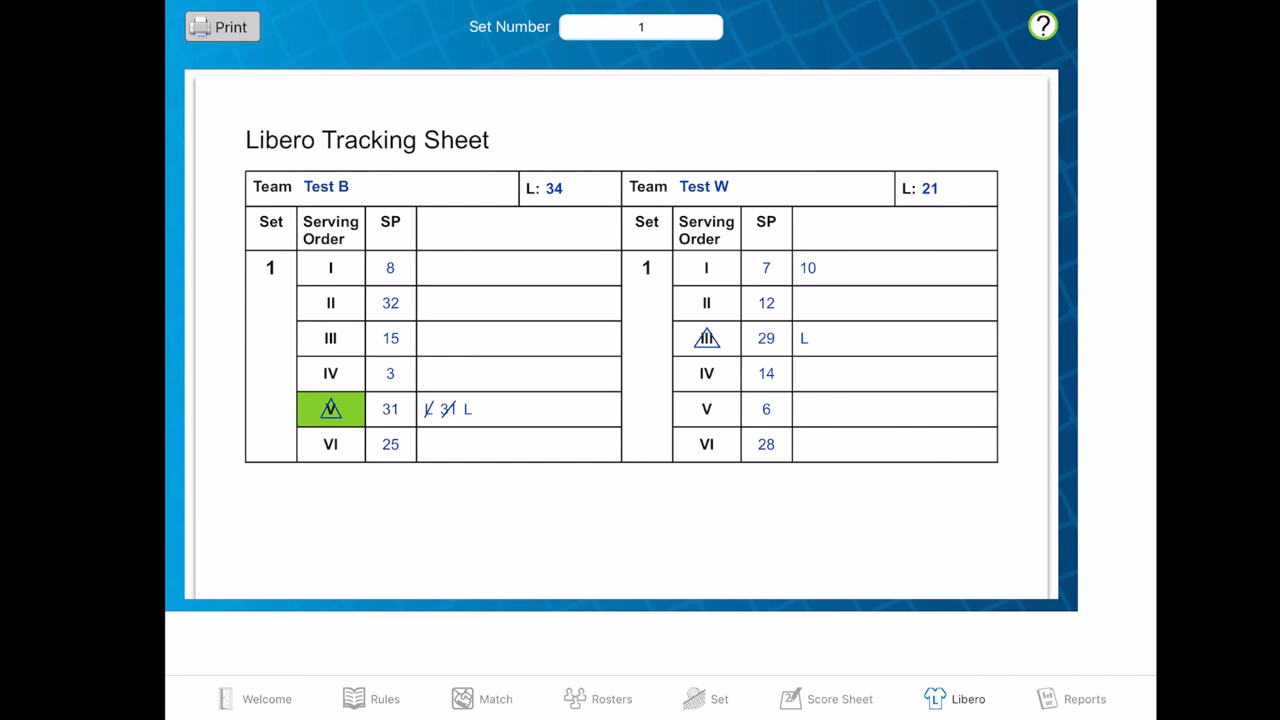 Print
Set Number 1
?
Libero Tracking Sheet
Team Test B L: 34 Team Test W L: 21
Set Serving Order SP Set Serving Order SP
1 I 8 1 I 7 10
II 32 II 12
III 15 III 29 L
IV 3 IV 14
V 31 L 31 L V 6
VI 25 VI 28
Welcome Rules Match Rosters Set Score Sheet Libero Reports